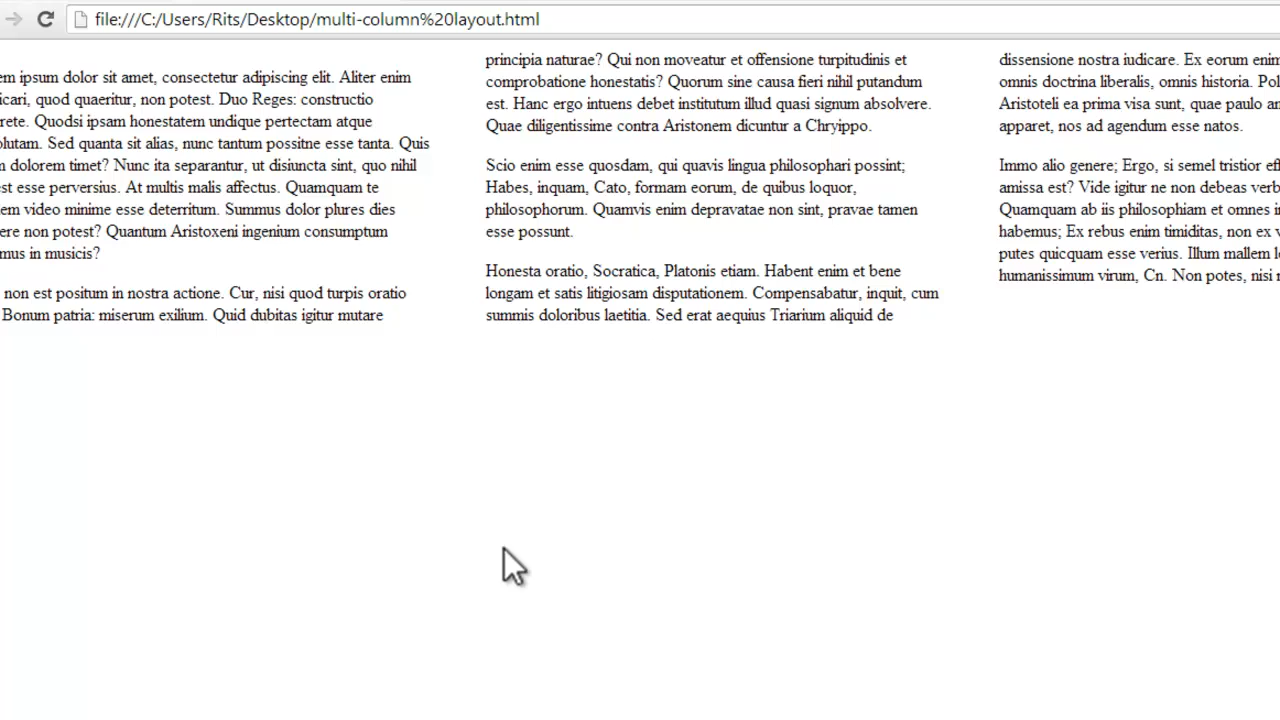 file:///C:/Users/Rits/Desktop/multi-column%20layout.html
ipsum dolor sit amet, consectetur adipiscing elit. Aliter enim
quod quaeritur, non potest. Duo Reges: constructio
Quodsi ipsam honestatem undique pertectam atque
Sed quanta sit alias, nunc tantum possitne esse tanta. Quis
dolorem timet? Nunc ita separantur, ut disiuncta sint, quo nihil
esse perversius. At multis malis affectus. Quamquam te
video minime esse deterritum. Summus dolor plures dies
non potest? Quantum Aristoxeni ingenium consumptum
in musicis?
non est positum in nostra actione. Cur, nisi quod turpis oratio
Bonum patria: miserum exilium. Quid dubitas igitur mutare
principia naturae? Qui non moveatur et offensione turpitudinis et
comprobatione honestatis? Quorum sine causa fieri nihil putandum
est. Hanc ergo intuens debet institutum illud quasi signum absolvere.
Quae diligentissime contra Aristonem dicuntur a Chryippo.
Scio enim esse quosdam, qui quavis lingua philosophari possint;
Habes, inquam, Cato, formam eorum, de quibus loquor,
philosophorum. Quamvis enim depravatae non sint, pravae tamen
esse possunt.
Honesta oratio, Socratica, Platonis etiam. Habent enim et bene
longam et satis litigiosam disputationem. Compensabatur, inquit, cum
summis doloribus laetitia. Sed erat aequius Triarium aliquid de
dissensione nostra iudicare. Ex eorum enim
omnis doctrina liberalis, omnis historia.
Aristoteli ea prima visa sunt, quae paulo
apparet, nos ad agendum esse natos.
Immo alio genere; Ergo, si semel tristior
amissa est? Vide igitur ne non debeas
Quamquam ab iis philosophiam et omnes
habemus; Ex rebus enim timiditas, non ex
putes quicquam esse verius. Illum mallem
humanissimum virum, Cn. Non potes, nisi